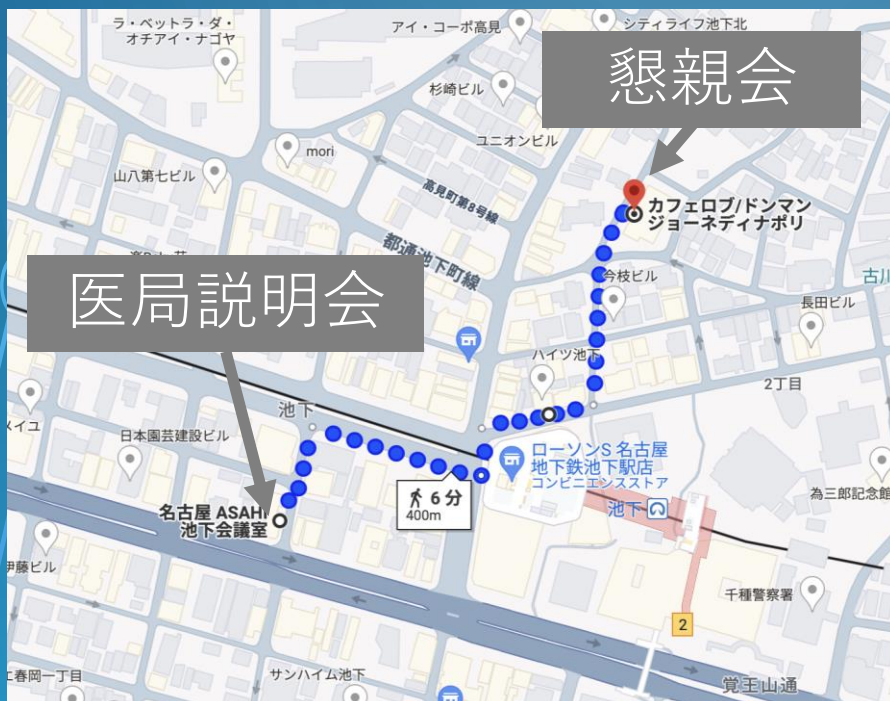 ラ・ベットラ・ダ・
オチアイ・ナゴヤ
アイ・コーポ高見
シティライフ池下北
懇親会
杉崎ビル
ユニオンビル
mori
山八第七ビル
高見町第8号線
カフェロブ/ドンマン
ジョーネディナポリ
都通池下町線
医局説明会
今枝ビル
古川
長田ビル
ハイツ池下
2丁目
池下
メイユ
日本園芸建設ビル
ローソンS 名古屋
地下鉄池下駅店
コンビニエンスストア
6 分
400m
池下
為三郎記念館
名古屋 ASAHI
池下会議室
伊藤ビル
千種警察署
2
春岡一丁目
サンハイム池下
覚王山通